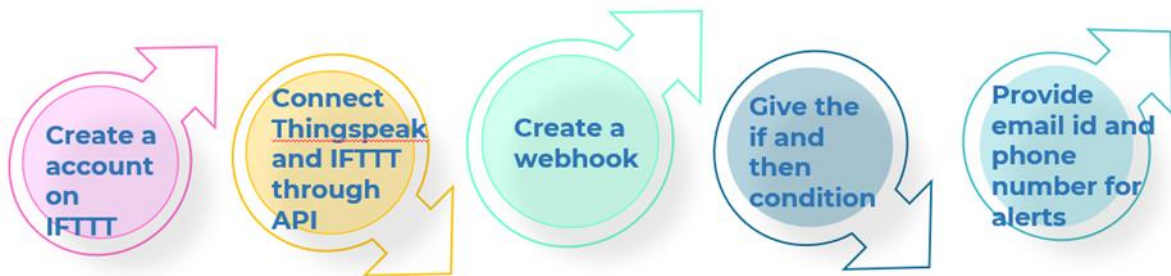 Create a
account
on
IFTTT
Connect
Thingspeak
and IFTTT
through
API
Create a
webhook
Give the
if and
then
condition
Provide
email id and
phone
number for
alerts